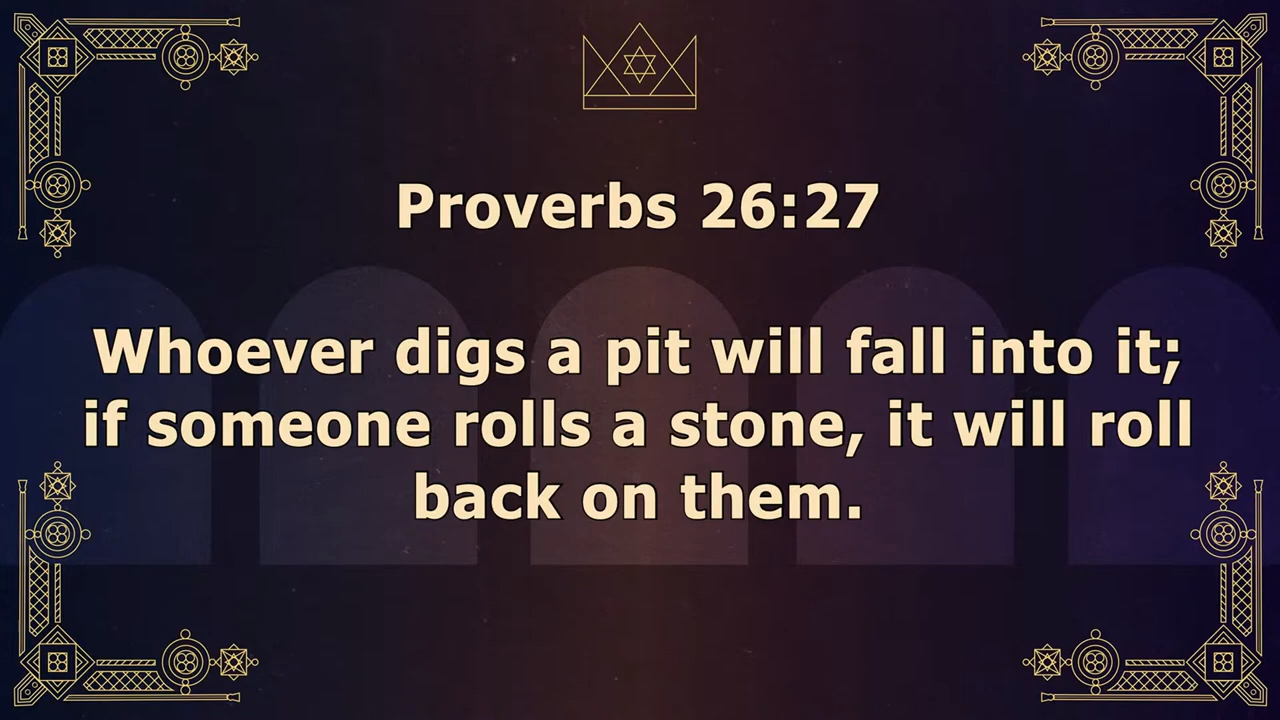 Proverbs 26:27
Whoever digs a pit will fall into it;
if someone rolls a stone, it will roll
back on them.